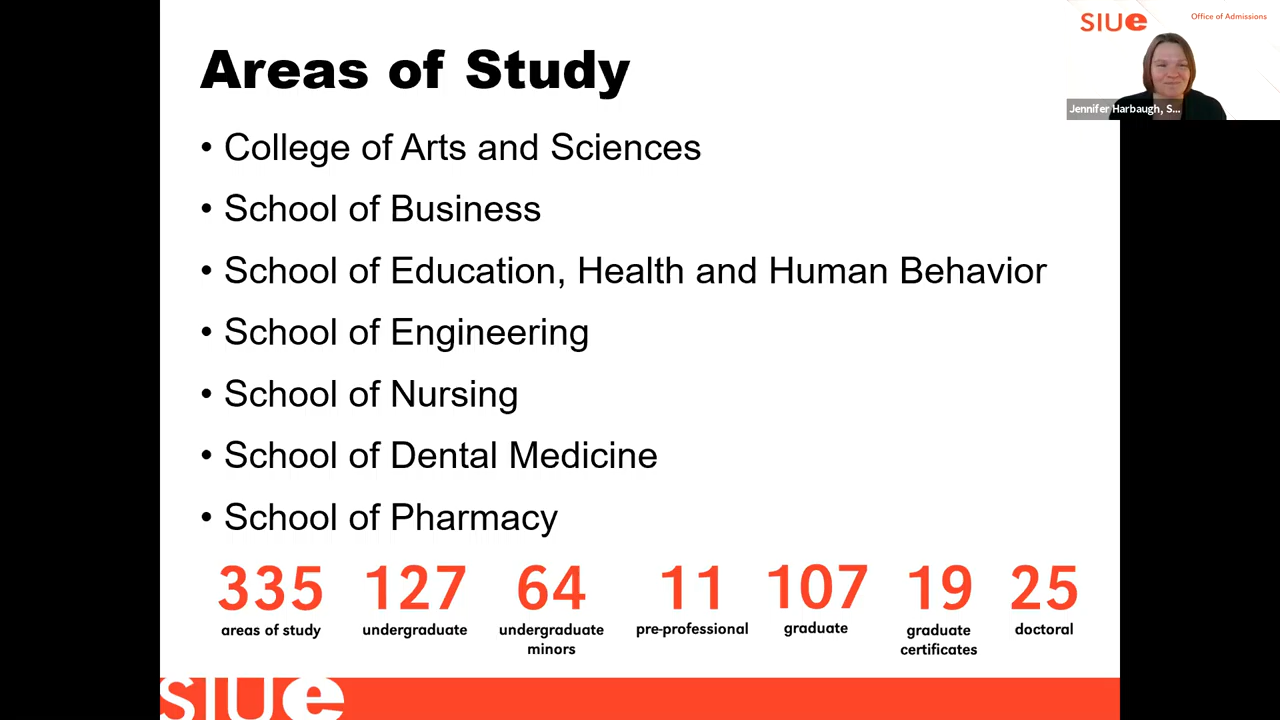 Areas of Study
• College of Arts and Sciences
• School of Business
• School of Education, Health and Human Behavior
• School of Engineering
• School of Nursing
• School of Dental Medicine
• School of Pharmacy
335 127 64 11 107 19 25
areas of study undergraduate undergraduate minors pre-professional graduate graduate certificates doctoral
SIUe
SIUe Office of Admissions
Jennifer Harbaugh, S...